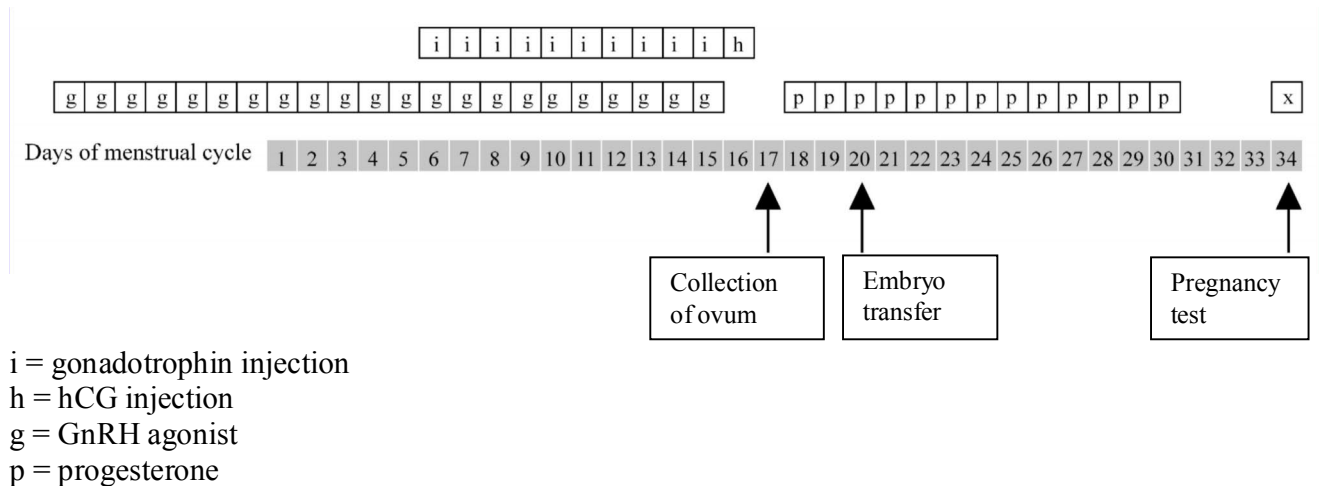 i i i i i i i i i i h
g g g g g g g g g g g g g g g g g g g g g g p p p p p p p p p p p p p x
Days of menstrual cycle 1 2 3 4 5 6 7 8 9 10 11 12 13 14 15 16 17 18 19 20 21 22 23 24 25 26 27 28 29 30 31 32 33 34
Collection
of ovum
Embryo
transfer
Pregnancy
test
i = gonadotrophin injection
h = hCG injection
g = GnRH agonist
p = progesterone